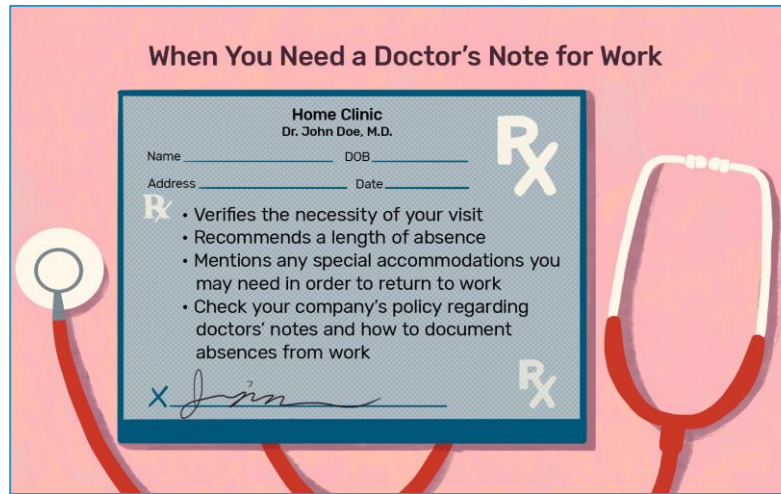 When You Need a Doctor's Note for Work
Home Clinic
Dr. John Doe, M.D.
Name DOB
Address Date
Rx
Rx
• Verifies the necessity of your visit
• Recommends a length of absence
• Mentions any special accommodations you
may need in order to return to work
• Check your company's policy regarding
doctors' notes and how to document
absences from work
Rx
X